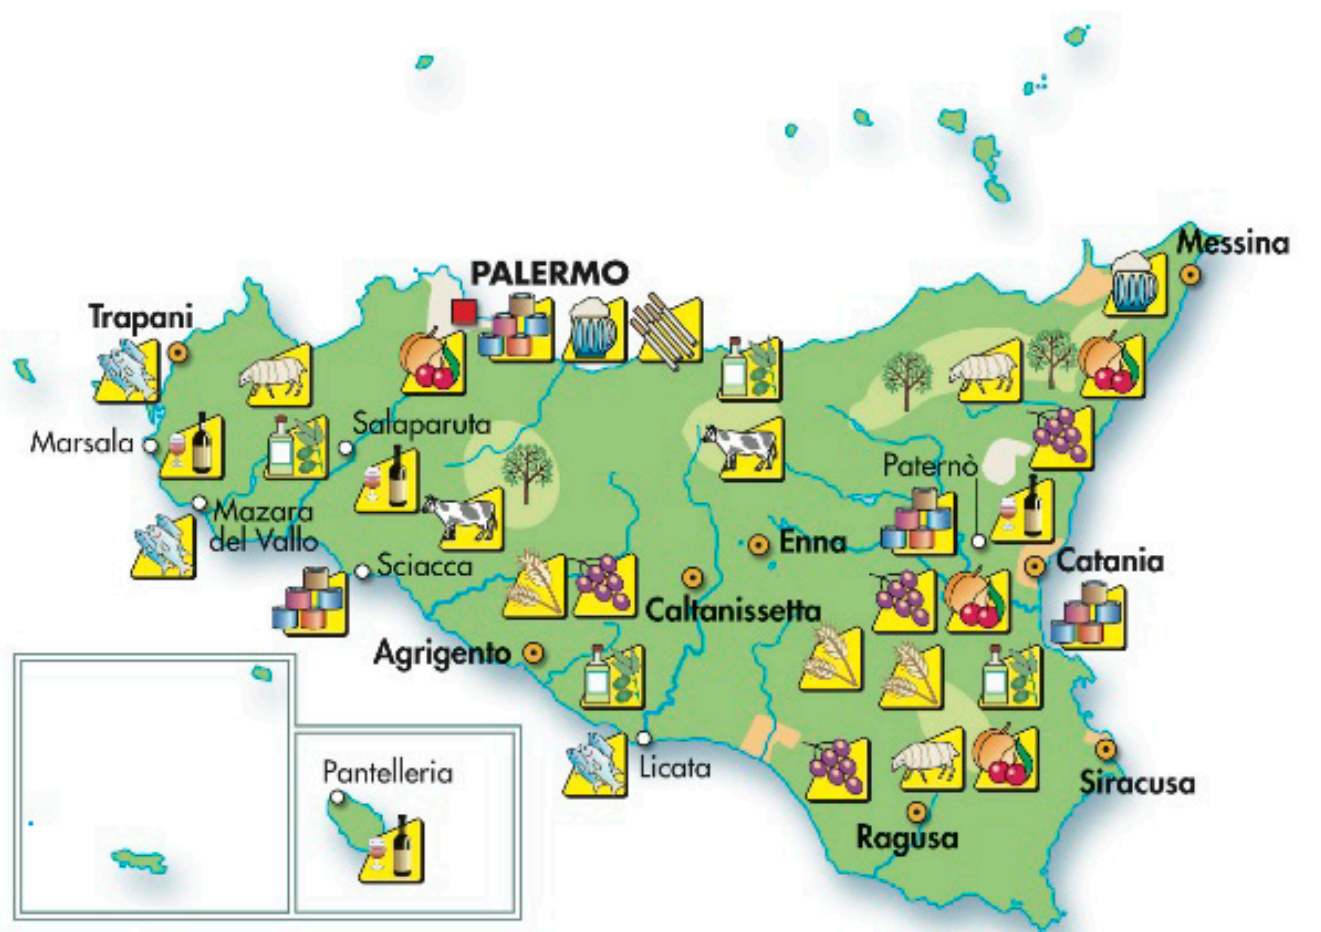 Messina
PALERMO
Trapani
Salaparuta
Marsala
Paternò
Mazara
del Vallo
Enna
Catania
Sciacca
Caltanissetta
Agrigento
Licata
Pantelleria
Siracusa
Ragusa